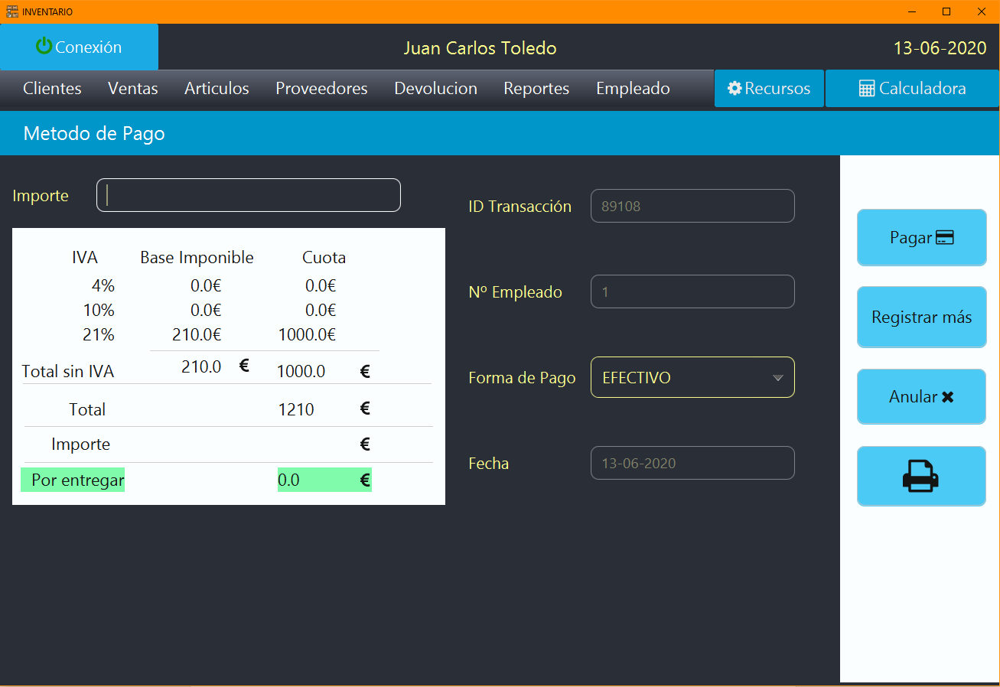 INVENTARIO
Conexión
Juan Carlos Toledo
13-06-2020
Clientes Ventas Articulos Proveedores Devolucion Reportes Empleado Recursos Calculadora
Metodo de Pago
Importe
IVA Base Imponible Cuota
4% 0.0€ 0.0€
10% 0.0€ 0.0€
21% 210.0€ 1000.0€
Total sin IVA 210.0 € 1000.0 €
Total 1210 €
Importe €
Por entregar 0.0 €
ID Transacción 89108
Nº Empleado 1
Forma de Pago EFECTIVO
Fecha 13-06-2020
Pagar
Registrar más
Anular